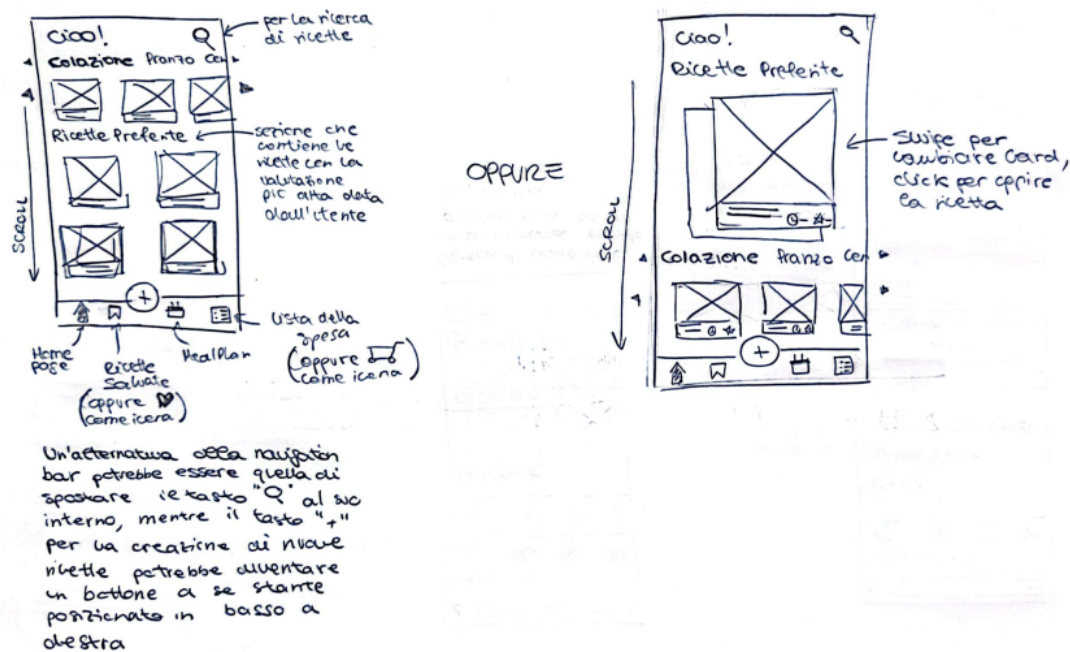 Ciao!
Colazione Pranzo Cen
Ricette Preferite
SCROLL
per la ricerca
di ricette
sezione che
contiene le
ricette con la
valutazione
più alta data
dall'utente
Home
page
Ricette
Salvate
(oppure
come icona)
MealPlan
Lista della
spesa
(oppure
come icona)
Un'alternativa alla navigation
bar potrebbe essere quella di
spostare il tasto "" al suo
interno, mentre il tasto "+"
per la creazione di nuove
ricette potrebbe diventare
un bottone a se stante
posizionato in basso a
destra
OPPURE
Ciao!
Ricette Preferite
SCROLL
Colazione Pranzo Cen
Swipe per
cambiare Card,
click per aprire
la ricetta